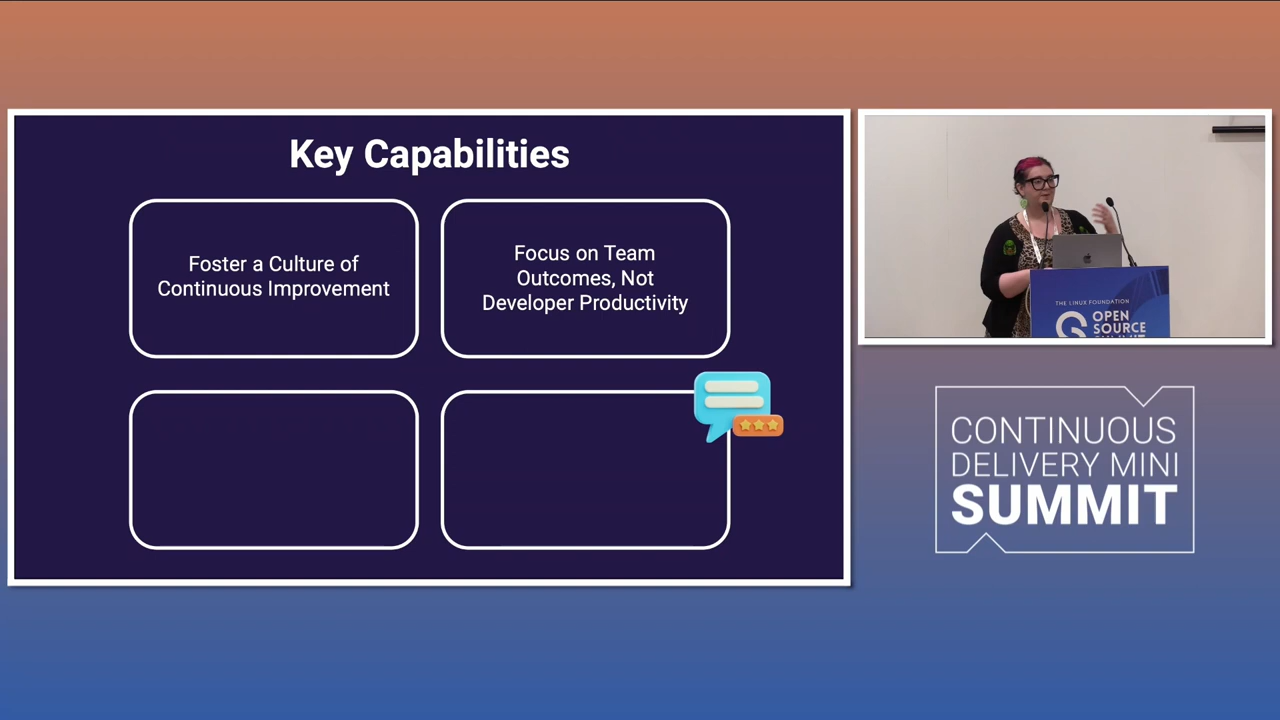 Key Capabilities
Foster a Culture of
Continuous Improvement
Focus on Team
Outcomes, Not
Developer Productivity
THE LINUX FOUNDATION
OPEN
SOURCE
SUMMIT
CONTINUOUS
DELIVERY MINI
SUMMIT